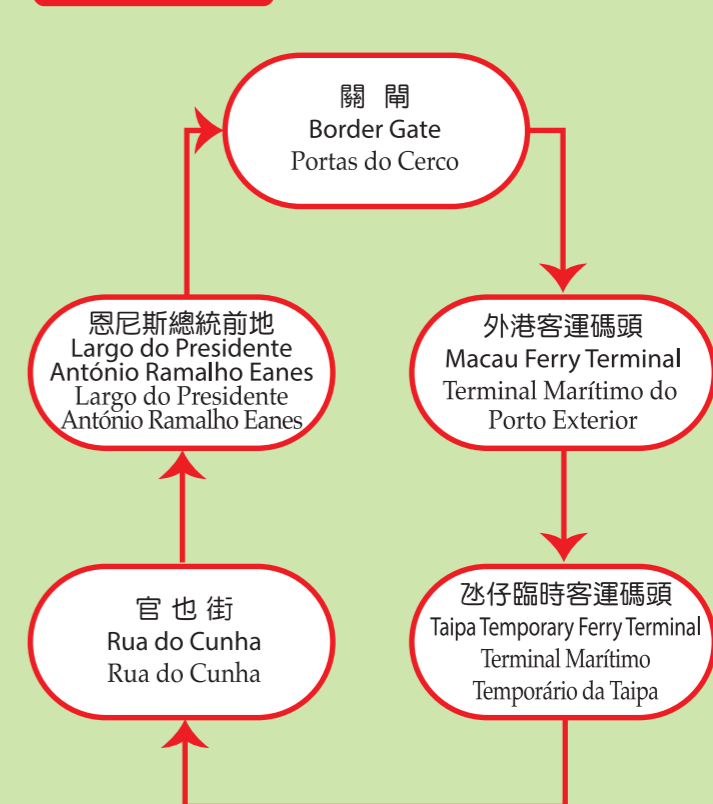 關 閘
Border Gate
Portas do Cerco
恩尼斯總統前地
Largo do Presidente
António Ramalho Eanes
Largo do Presidente
António Ramalho Eanes
外港客運碼頭
Macau Ferry Terminal
Terminal Marítimo do
Porto Exterior
官 也 街
Rua do Cunha
Rua do Cunha
氹仔臨時客運碼頭
Taipa Temporary Ferry Terminal
Terminal Marítimo
Temporário da Taipa